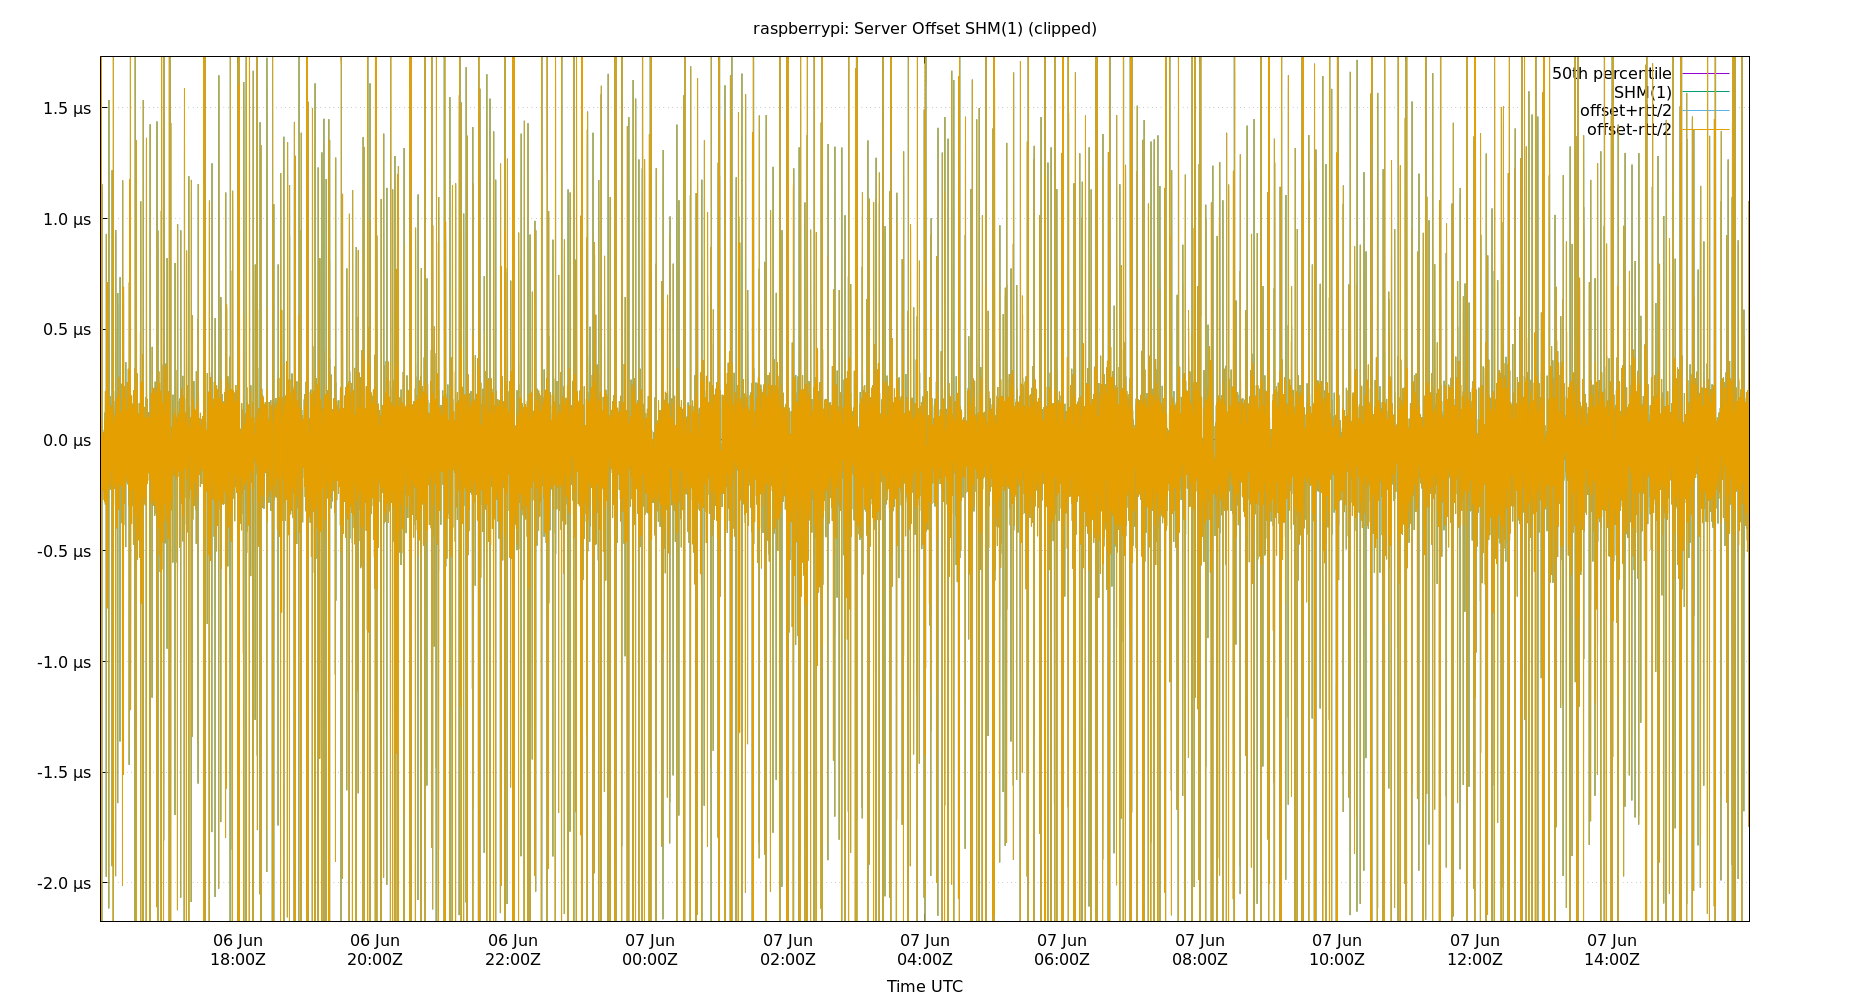 raspberrypi: Server Offset SHM(1) (clipped)
50th percentile
SHM(1)
offset+rtt/2
offset-rtt/2
1.5 µs
1.0 µs
0.5 µs
0.0 µs
-0.5 µs
-1.0 µs
-1.5 µs
-2.0 µs
06 Jun 06 Jun 06 Jun 07 Jun 07 Jun 07 Jun 07 Jun 07 Jun 07 Jun 07 Jun 07 Jun
18:00Z 20:00Z 22:00Z 00:00Z 02:00Z 04:00Z 06:00Z 08:00Z 10:00Z 12:00Z 14:00Z
Time UTC